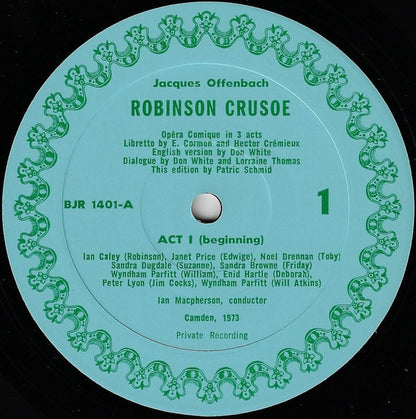 Jacques Offenbach
ROBINSON CRUSOE
Opéra Comique in 3 acts
Libretto by E. Cormon and Hector Crémieux
English version by Don White
Dialogue by Don White and Lorraine Thomas
This edition by Patric Schmid
BJR 1401-A
1
ACT I (beginning)
Ian Caley (Robinson), Janet Price (Edwige), Noel Drennan (Toby)
Sandra Dugdale (Suzanne), Sandra Browne (Friday)
Wyndham Parfitt (William), Enid Hartle (Deborah),
Peter Lyon (Jim Cocks), Wyndham Parfitt (Will Atkins)
Ian Macpherson, conductor
Camden, 1973
Private Recording